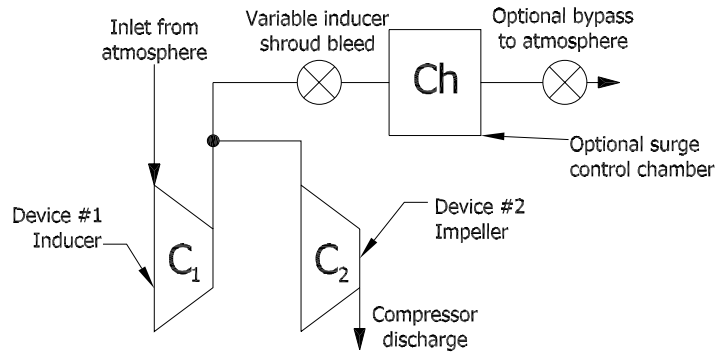 Inlet from
atmosphere
Variable inducer
shroud bleed
Optional bypass
to atmosphere
Ch
Optional surge
control chamber
Device #1
Inducer
C1
C2
Device #2
Impeller
Compressor
discharge